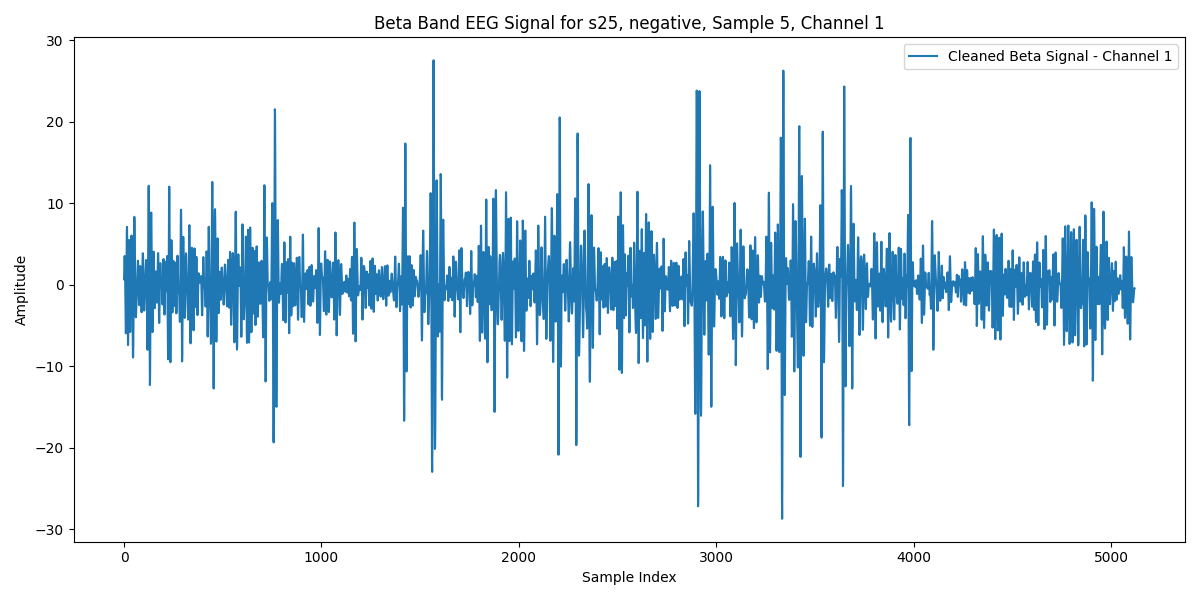 Beta Band EEG Signal for s25, negative, Sample 5, Channel 1
Cleaned Beta Signal - Channel 1
Amplitude
30
20
10
0
−10
−20
−30
0 1000 2000 3000 4000 5000
Sample Index